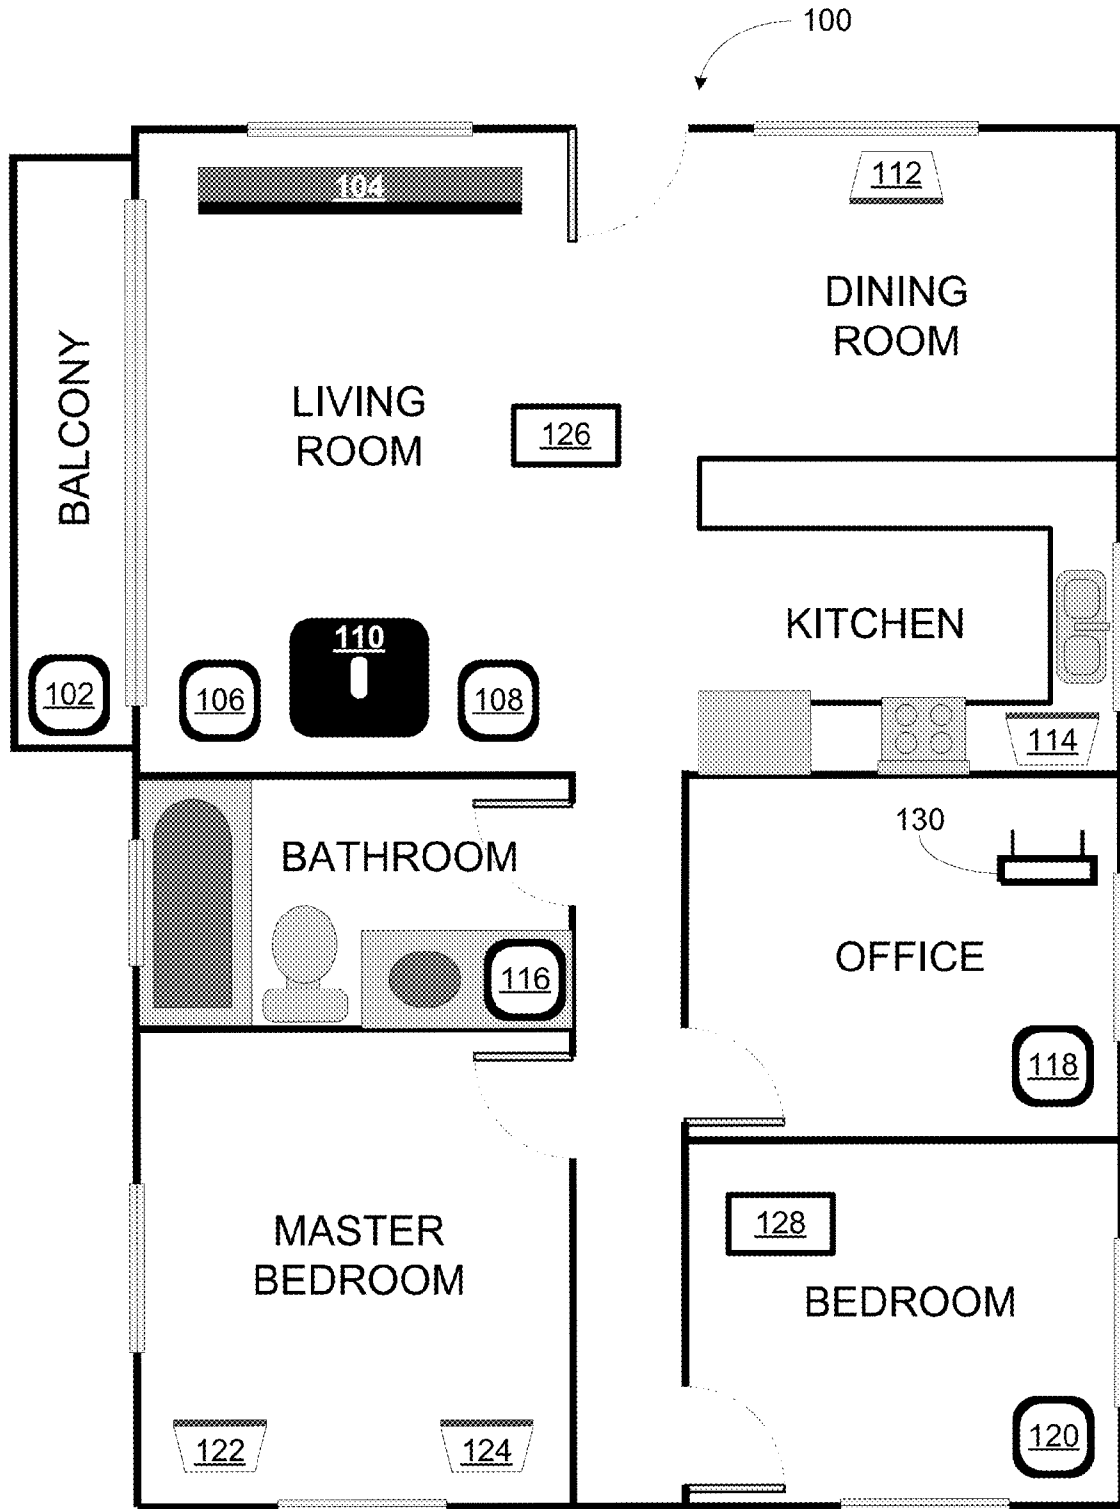 100
104
112
DINING
ROOM
BALCONY
LIVING
ROOM
126
KITCHEN
110
102
106
108
114
130
BATHROOM
OFFICE
116
118
128
MASTER
BEDROOM
BEDROOM
122
124
120